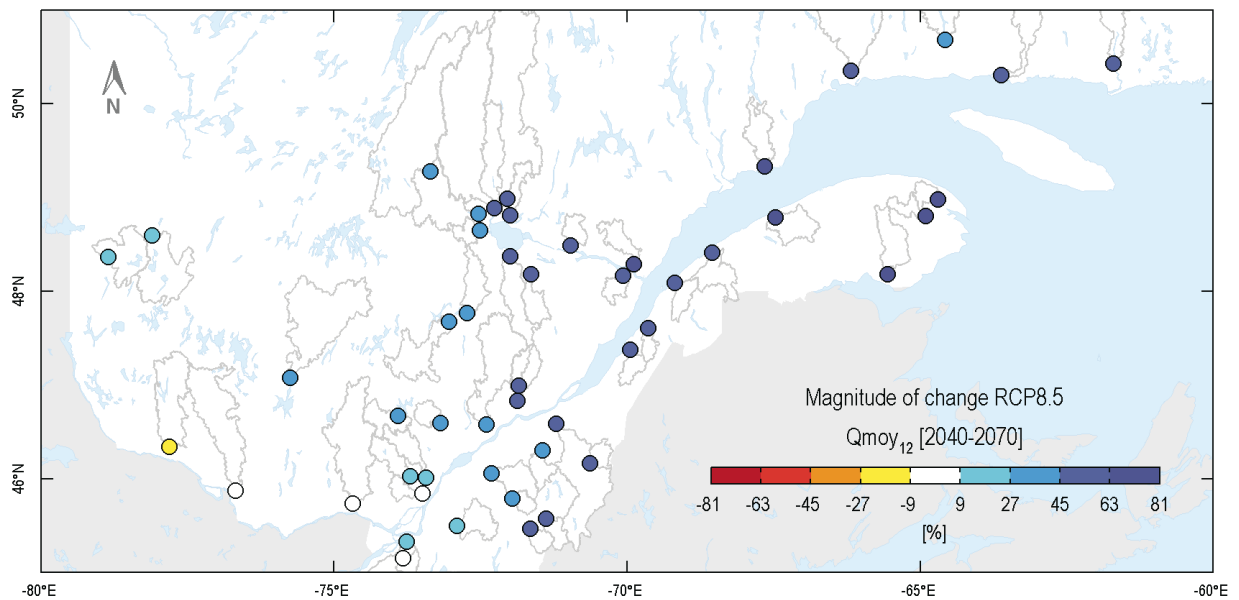 50°N
48°N
46°N
N
Magnitude of change RCP8.5
Qmoy12 [2040-2070]
-81 -63 -45 -27 -9 9 27 45 63 81
[%]
-80°E -75°E -70°E -65°E -60°E